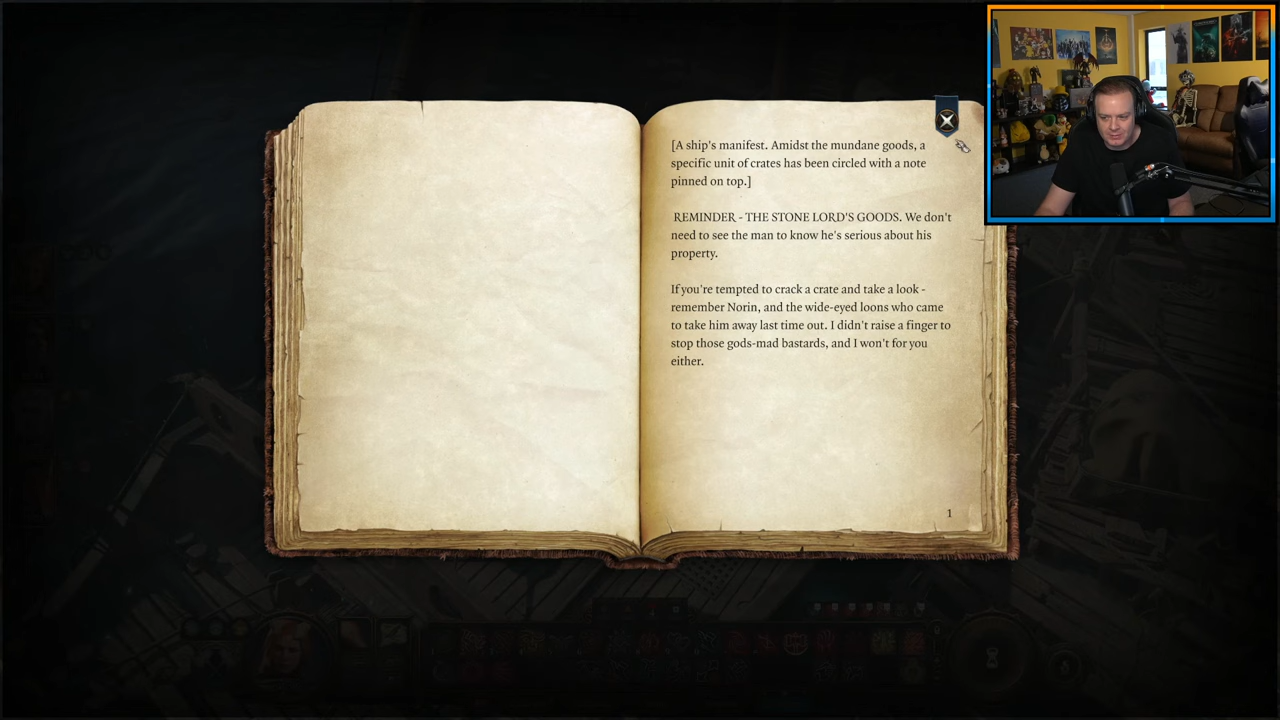 [A ship's manifest. Amidst the mundane goods, a
specific unit of crates has been circled with a note
pinned on top.]
REMINDER - THE STONE LORD'S GOODS. We don't
need to see the man to know he's serious about his
property.
If you're tempted to crack a crate and take a look -
remember Norin, and the wide-eyed loons who came
to take him away last time out. I didn't raise a finger to
stop those gods-mad bastards, and I won't for you
either.
1